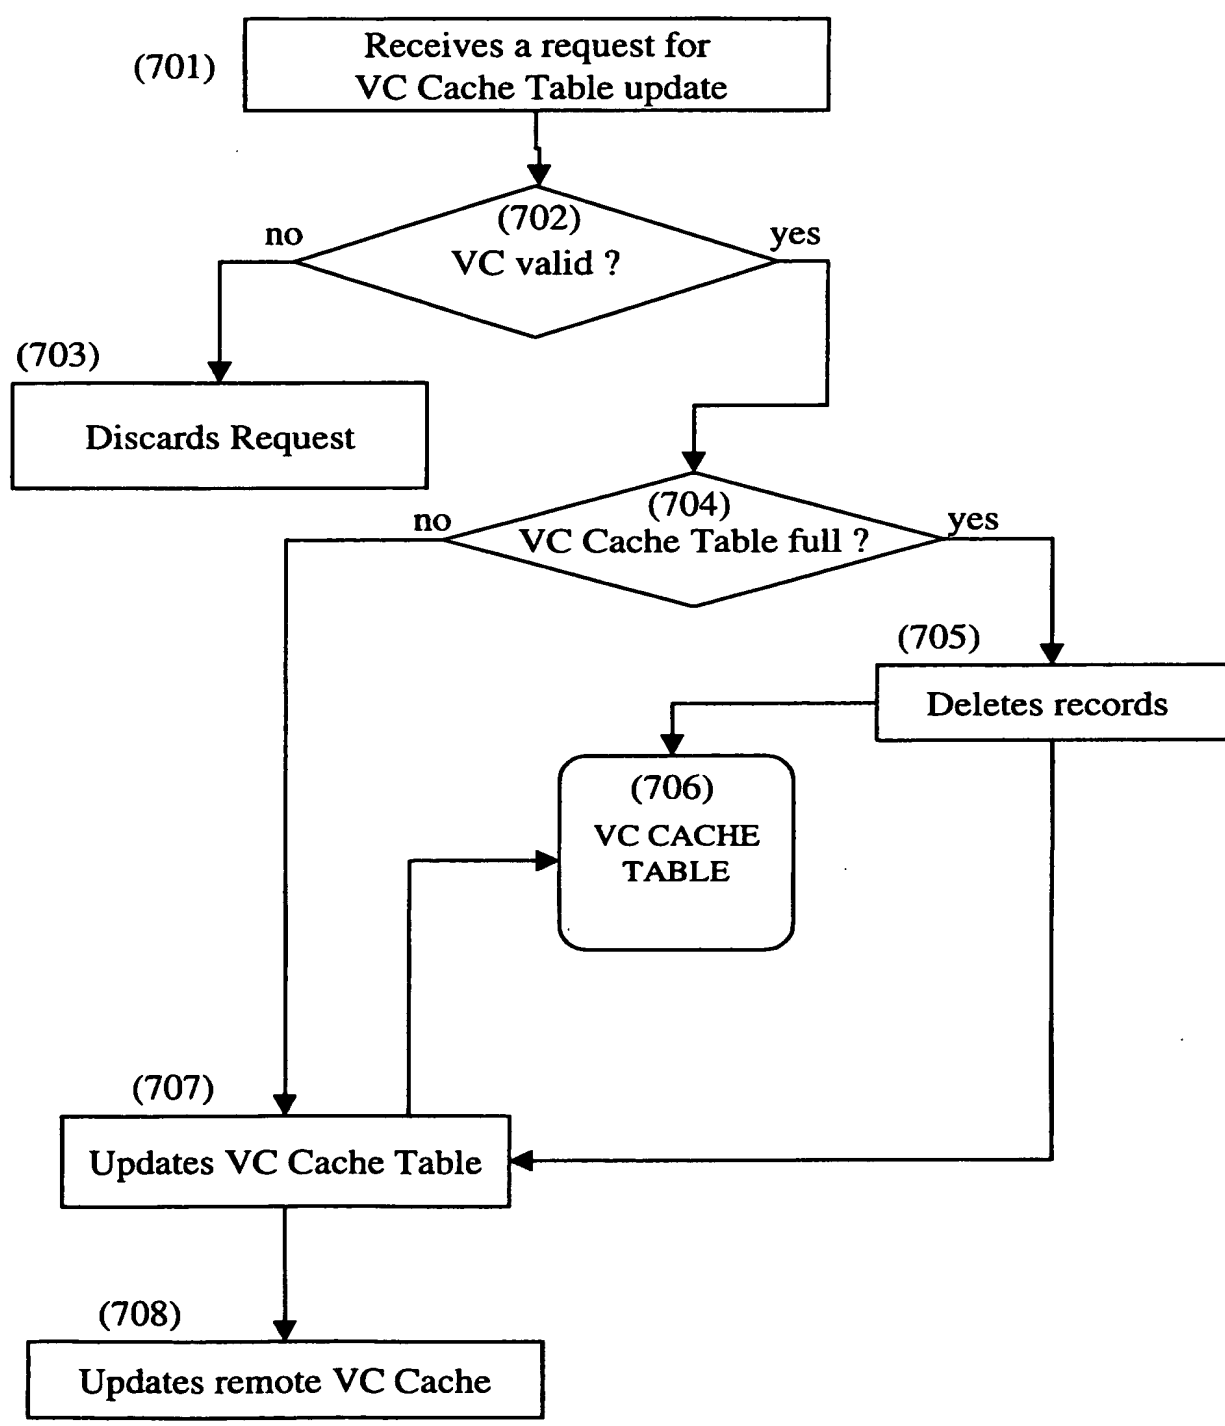 (701)
Receives a request for
VC Cache Table update
(702)
VC valid ?
no
yes
(703)
Discards Request
(704)
VC Cache Table full ?
no
yes
(705)
Deletes records
(706)
VC CACHE
TABLE
(707)
Updates VC Cache Table
(708)
Updates remote VC Cache